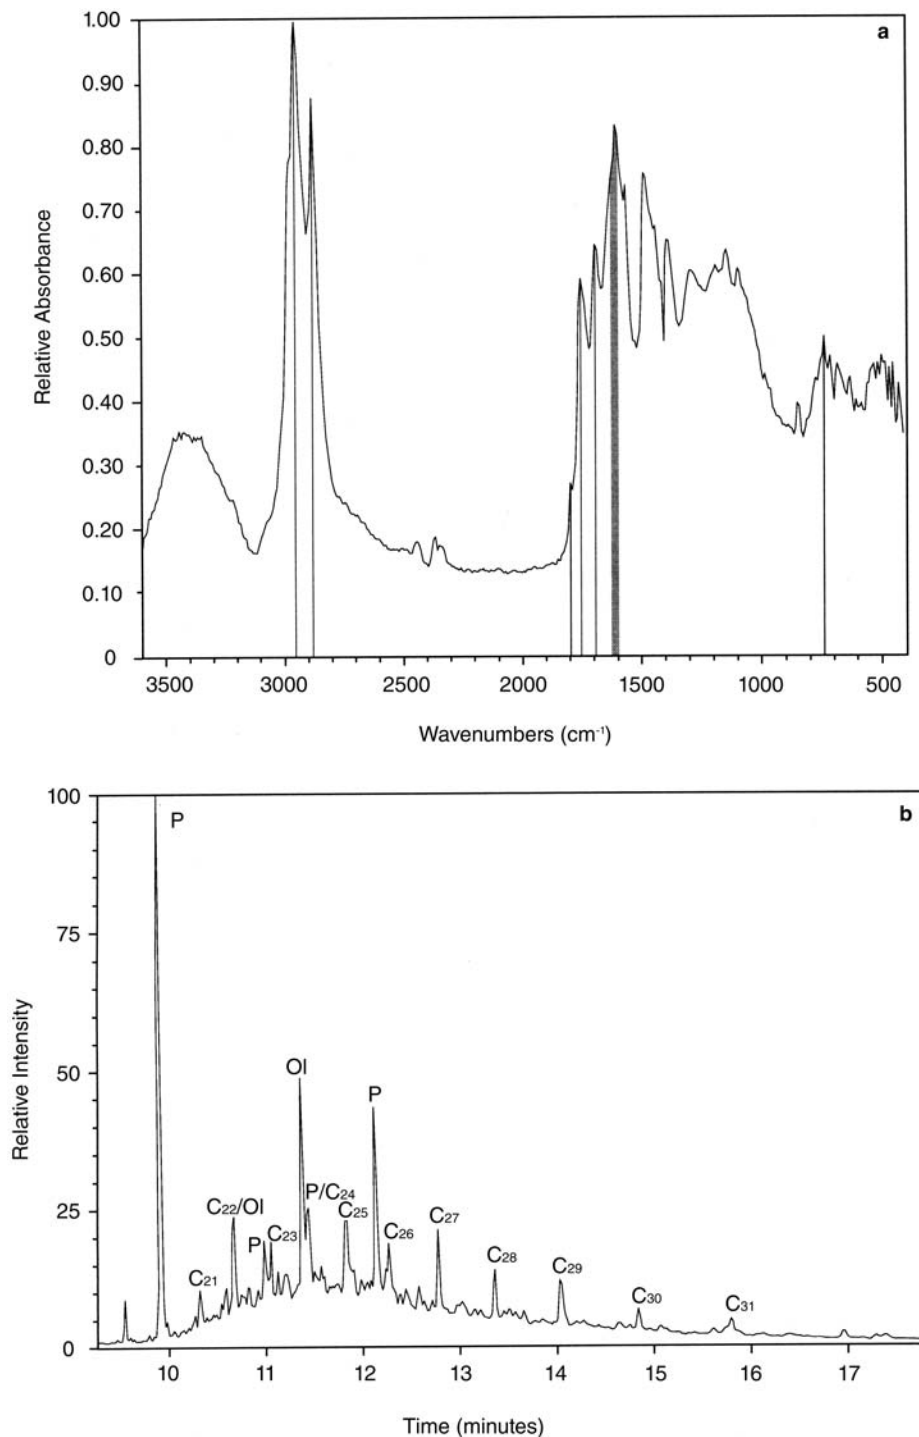 a
1.00
0.90
0.80
0.70
0.60
0.50
0.40
0.30
0.20
0.10
0
Relative Absorbance
3500 3000 2500 2000 1500 1000 500
Wavenumbers (cm⁻¹)
b
100
75
50
25
0
Relative Intensity
P
Ol
P
C₂₂/Ol
P/C₂₄
P
C₂₃
C₂₅
C₂₆
C₂₇
C₂₁
C₂₈
C₂₉
C₃₀
C₃₁
10 11 12 13 14 15 16 17
Time (minutes)